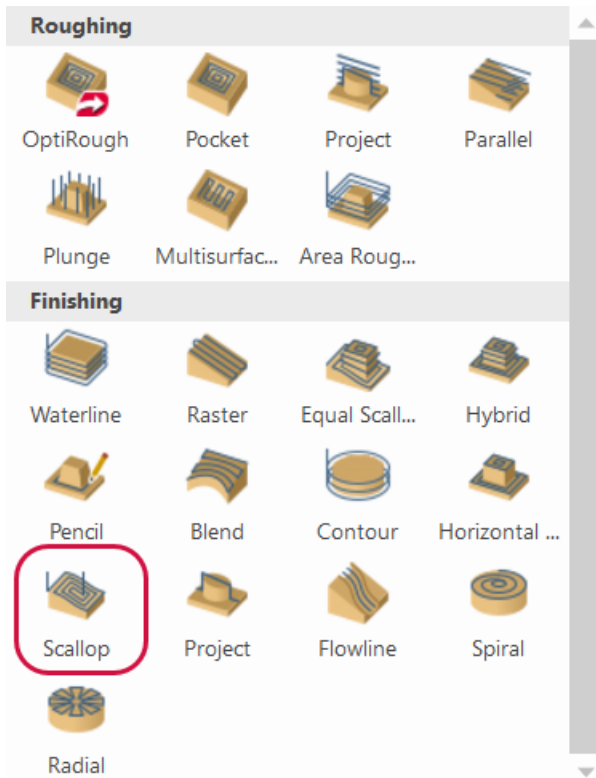 Roughing
OptiRough Pocket Project Parallel
Plunge Multisurfac... Area Roug...
Finishing
Waterline Raster Equal Scall... Hybrid
Pencil Blend Contour Horizontal ...
Scallop Project Flowline Spiral
Radial